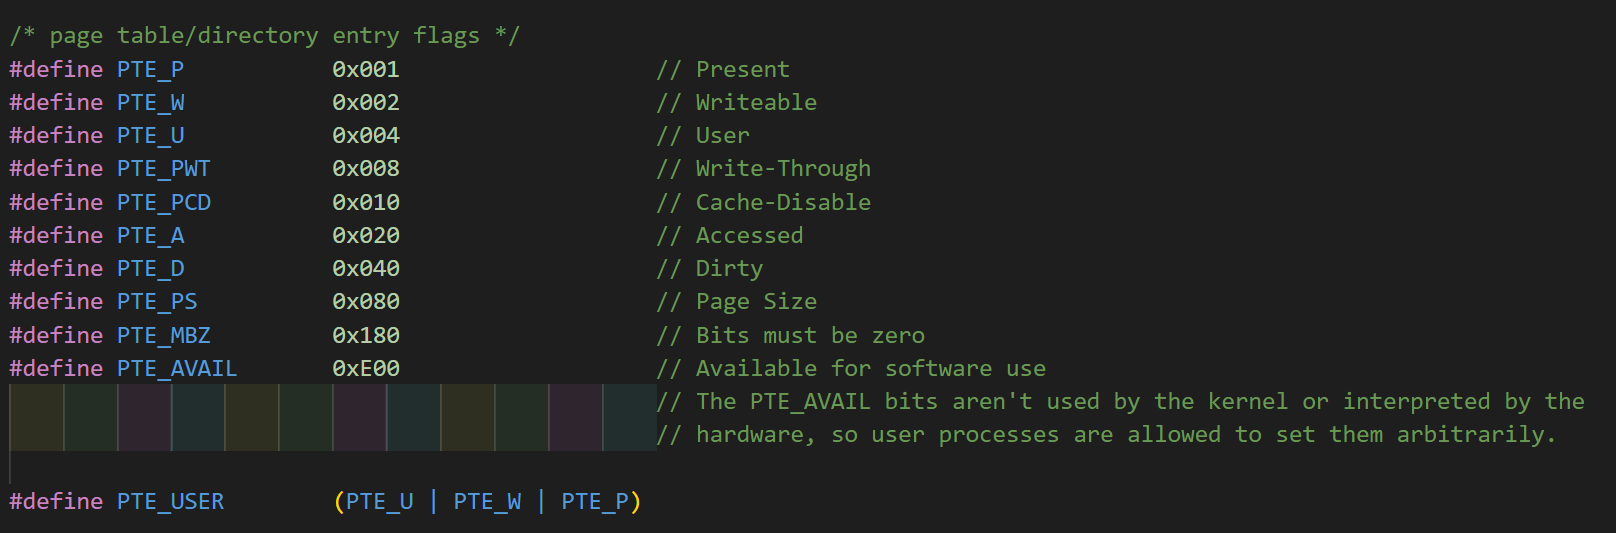 /* page table/directory entry flags */
#define PTE_P           0x001                   // Present
#define PTE_W           0x002                   // Writeable
#define PTE_U           0x004                   // User
#define PTE_PWT         0x008                   // Write-Through
#define PTE_PCD         0x010                   // Cache-Disable
#define PTE_A           0x020                   // Accessed
#define PTE_D           0x040                   // Dirty
#define PTE_PS          0x080                   // Page Size
#define PTE_MBZ         0x180                   // Bits must be zero
#define PTE_AVAIL       0xE00                   // Available for software use
                                                // The PTE_AVAIL bits aren't used by the kernel or interpreted by the
                                                // hardware, so user processes are allowed to set them arbitrarily.
#define PTE_USER        (PTE_U | PTE_W | PTE_P)